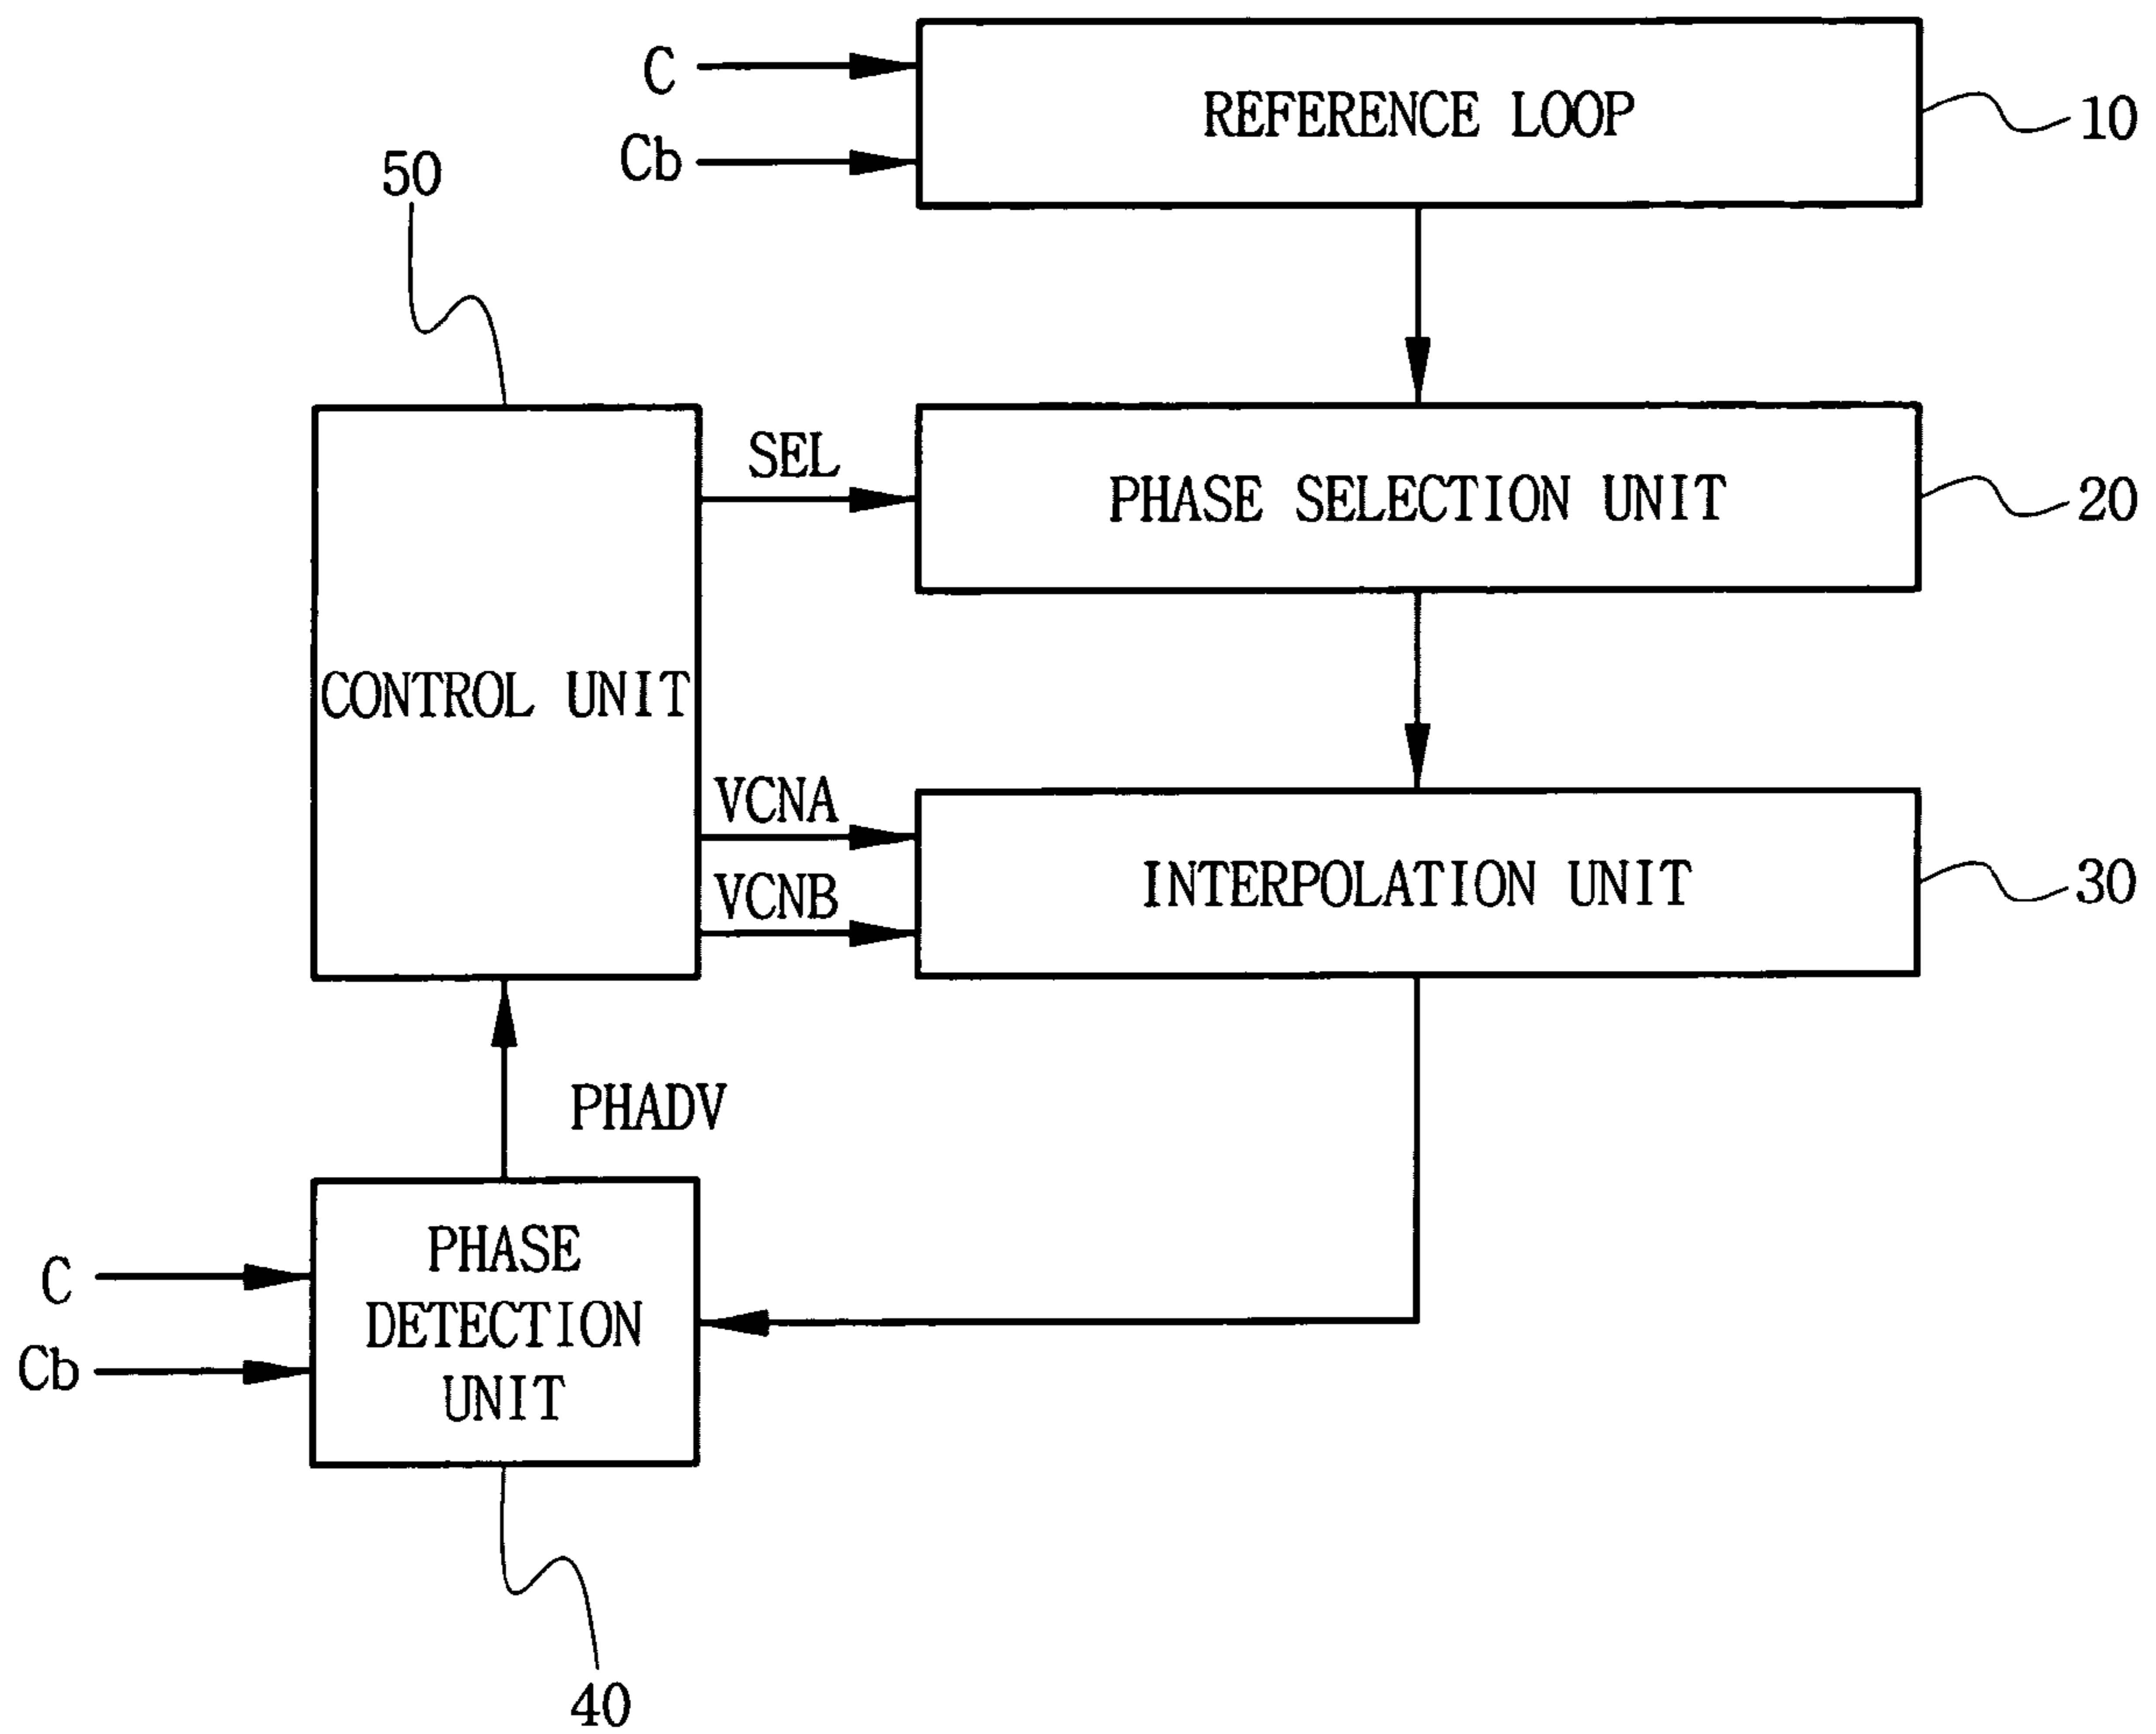 C
REFERENCE LOOP
10
Cb
50
SEL
PHASE SELECTION UNIT
20
CONTROL UNIT
VCNA
VCNB
INTERPOLATION UNIT
30
PHADV
C
Cb
PHASE
DETECTION
UNIT
40